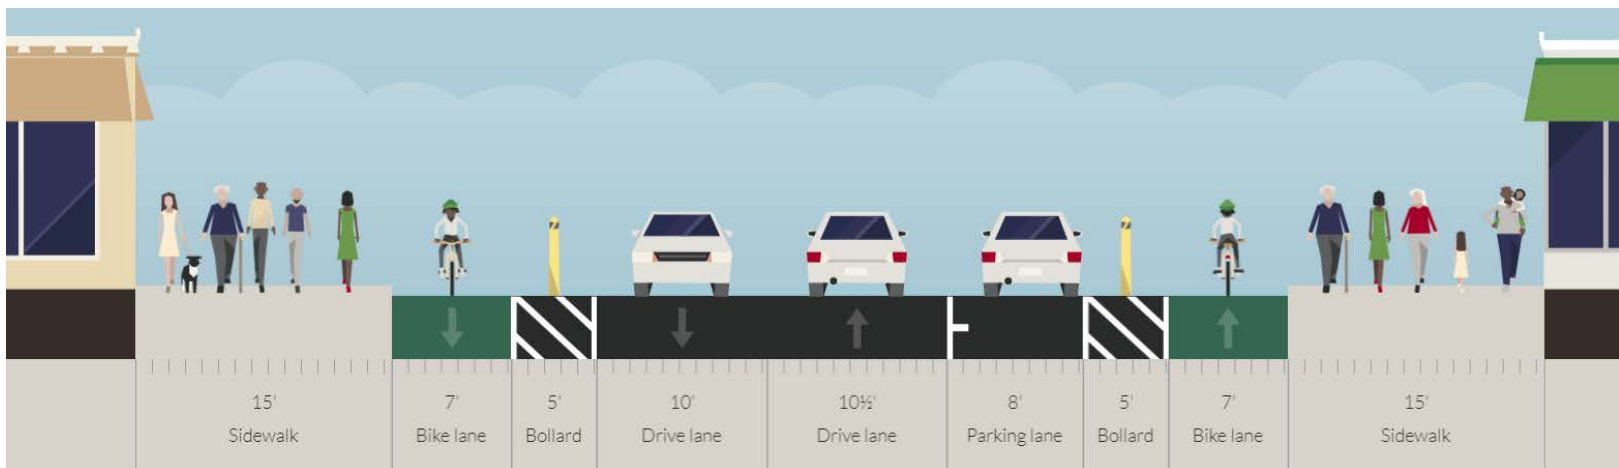 15' 7' 5' 10' 10½' 8' 5' 7' 15'
Sidewalk Bike lane Bollard Drive lane Drive lane Parking lane Bollard Bike lane Sidewalk